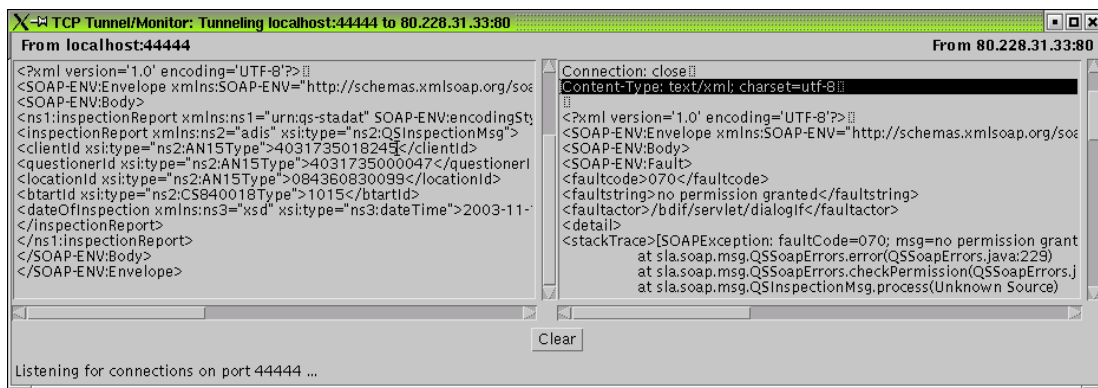 TCP Tunnel/Monitor: Tunneling localhost:44444 to 80.228.31.33:80
From localhost:44444
From 80.228.31.33:80
<?xml version='1.0' encoding='UTF-8'?>
<SOAP-ENV:Envelope xmlns:SOAP-ENV="http://schemas.xmlsoap.org/soa
<SOAP-ENV:Body>
<ns1:inspectionReport xmlns:ns1="urn:qs-stadat" SOAP-ENV:encodingSty
<inspectionReport xmlns:ns2="adis" xsi:type="ns2:QSInspectionMsg">
<clientId xsi:type="ns2:AN15Type">4031735018245</clientId>
<questionerId xsi:type="ns2:AN15Type">4031735000047</questionerI
<locationId xsi:type="ns2:AN15Type">084360830099</locationId>
<btartId xsi:type="ns2:CS840018Type">1015</btartId>
<dateOfInspection xmlns:ns3="xsd" xsi:type="ns3:dateTime">2003-11-
</inspectionReport>
</ns1:inspectionReport>
</SOAP-ENV:Body>
</SOAP-ENV:Envelope>
Connection: close
Content-Type: text/xml; charset=utf-8
<?xml version='1.0' encoding='UTF-8'?>
<SOAP-ENV:Envelope xmlns:SOAP-ENV="http://schemas.xmlsoap.org/soa
<SOAP-ENV:Body>
<SOAP-ENV:Fault>
<faultcode>070</faultcode>
<faultstring>no permission granted</faultstring>
<faultactor>/bdif/servlet/dialogIf</faultactor>
<detail>
<stackTrace>[SOAPException: faultCode=070; msg=no permission grant
at sla.soap.msg.QSSoapErrors.error(QSSoapErrors.java:229)
at sla.soap.msg.QSSoapErrors.checkPermission(QSSoapErrors.j
at sla.soap.msg.QSInspectionMsg.process(Unknown Source)
Clear
Listening for connections on port 44444 ...